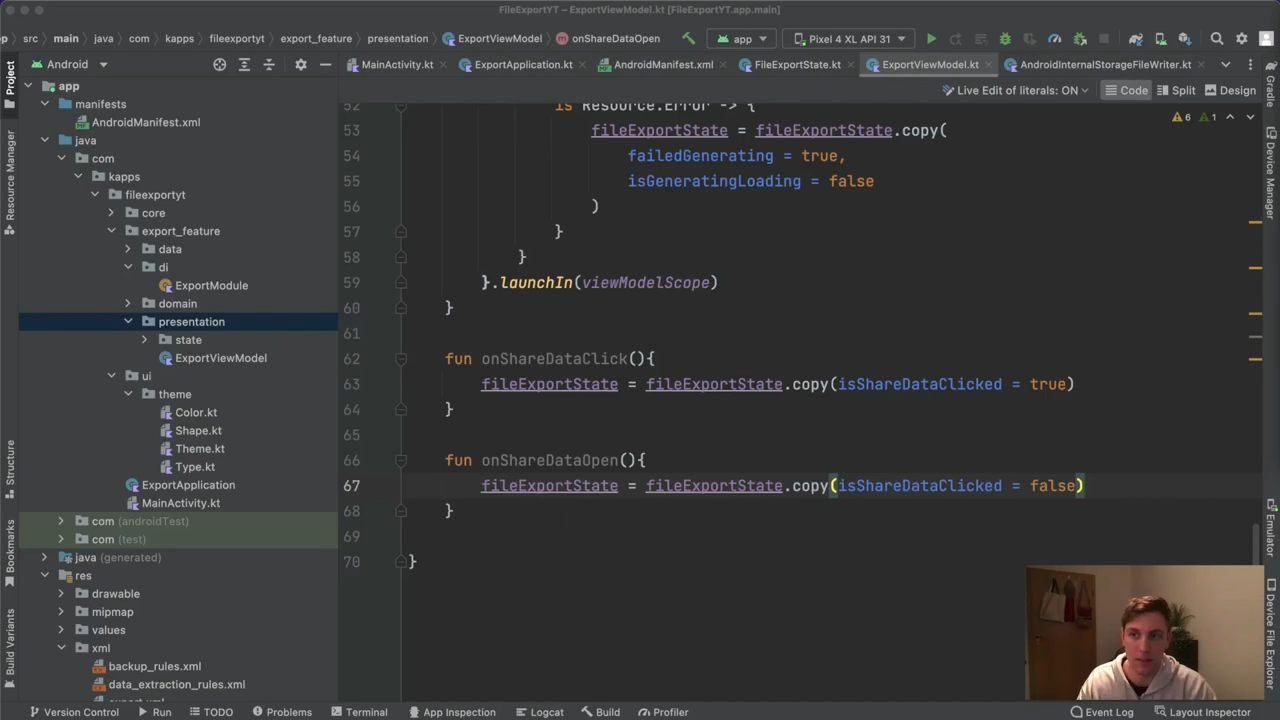 FileExportYT – ExportViewModel.kt [FileExportYT.app.main]
src main java com kapps fileexportyt export_feature presentation ExportViewModel onShareDataOpen app Pixel 4 XL API 31
Android MainActivity.kt ExportApplication.kt AndroidManifest.xml FileExportState.kt ExportViewModel.kt AndroidInternalStorageFileWriter.kt
Live Edit of literals: ON Code Split Design
6 1
Project
Resource Manager
Structure
Bookmarks
Build Variants
app
manifests
AndroidManifest.xml
java
com
kapps
fileexportyt
core
export_feature
data
di
ExportModule
domain
presentation
state
ExportViewModel
ui
theme
Color.kt
Shape.kt
Theme.kt
Type.kt
ExportApplication
MainActivity.kt
com (androidTest)
com (test)
java (generated)
res
drawable
mipmap
values
xml
backup_rules.xml
data_extraction_rules.xml
52 is Resource.Error -> {
53 fileExportState = fileExportState.copy(
54 failedGenerating = true,
55 isGeneratingLoading = false
56 )
57 }
58 }
59 }.launchIn(viewModelScope)
60 }
61
62 fun onShareDataClick(){
63 fileExportState = fileExportState.copy(isShareDataClicked = true)
64 }
65
66 fun onShareDataOpen(){
67 fileExportState = fileExportState.copy(isShareDataClicked = false)
68 }
69
70 }
Gradle
Device Manager
Emulator
Device File Explorer
Version Control Run TODO Problems Terminal App Inspection Logcat Build Profiler Event Log Layout Inspector